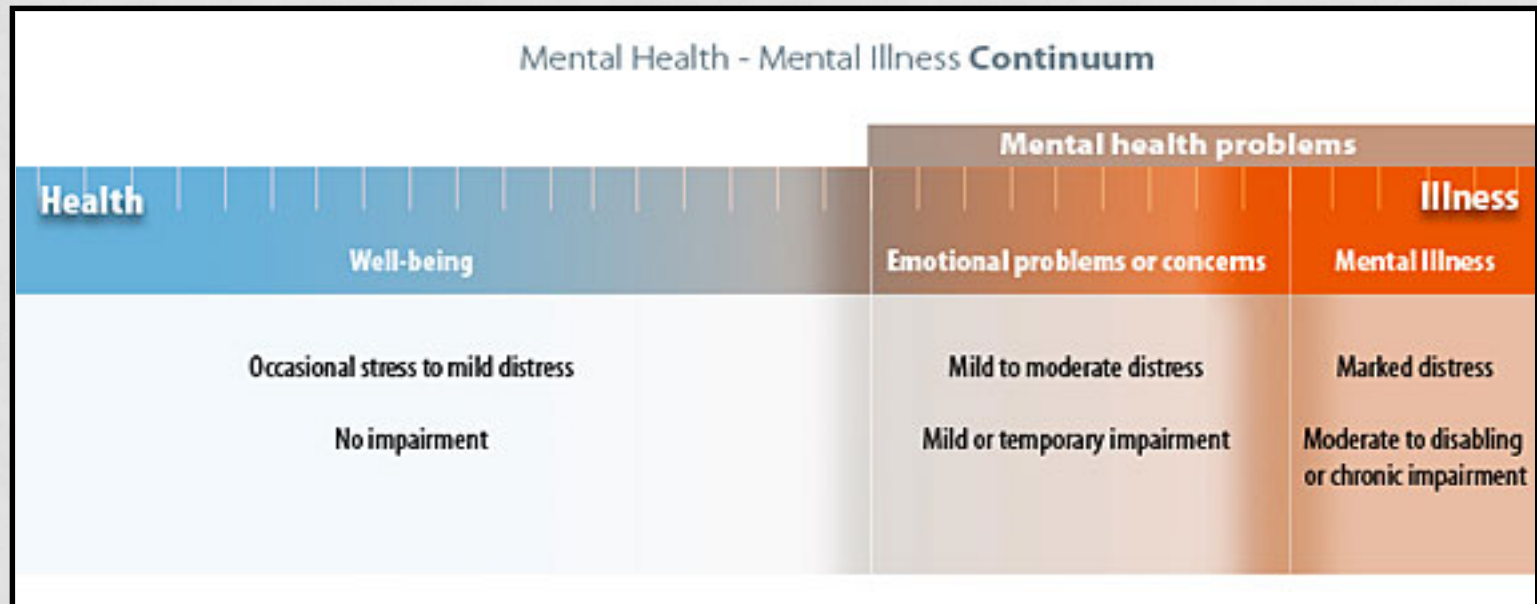 Mental Health - Mental Illness Continuum
Mental health problems
Health
Illness
Well-being
Emotional problems or concerns
Mental Illness
Occasional stress to mild distress
Mild to moderate distress
Marked distress
No impairment
Mild or temporary impairment
Moderate to disabling
or chronic impairment